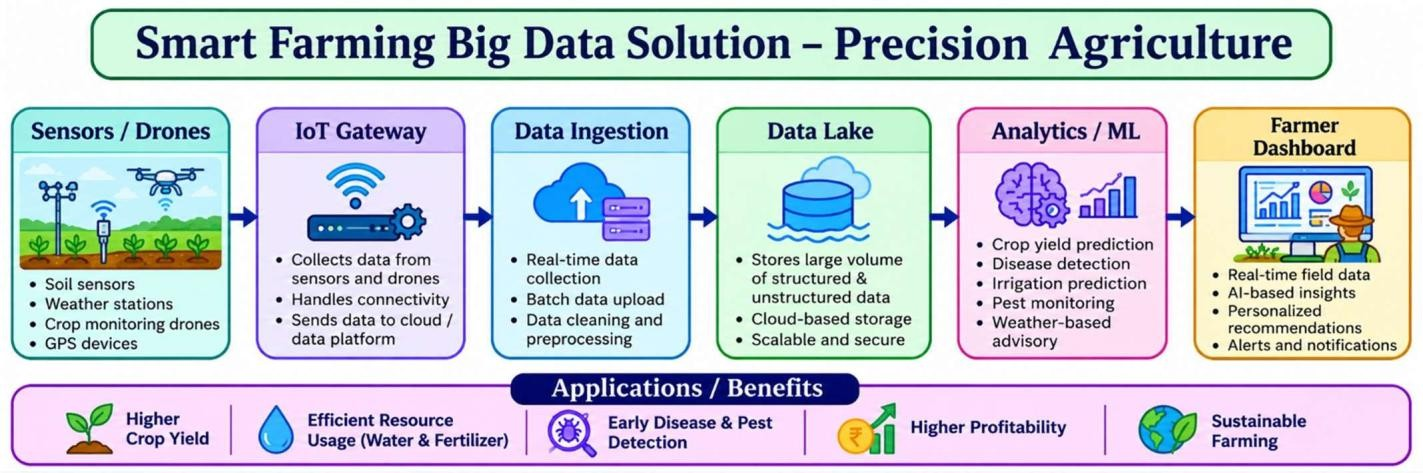 Smart Farming Big Data Solution – Precision Agriculture
Sensors / Drones
• Soil sensors
• Weather stations
• Crop monitoring drones
• GPS devices
IoT Gateway
• Collects data from
sensors and drones
• Handles connectivity
• Sends data to cloud /
data platform
Data Ingestion
• Real-time data
collection
• Batch data upload
• Data cleaning and
preprocessing
Data Lake
• Stores large volume
of structured &
unstructured data
• Cloud-based storage
• Scalable and secure
Analytics / ML
• Crop yield prediction
• Disease detection
• Irrigation prediction
• Pest monitoring
• Weather-based
advisory
Farmer
Dashboard
• Real-time field data
• AI-based insights
• Personalized
recommendations
• Alerts and notifications
Applications / Benefits
Higher
Crop Yield
Efficient Resource
Usage (Water & Fertilizer)
Early Disease & Pest
Detection
₹
Higher Profitability
Sustainable
Farming